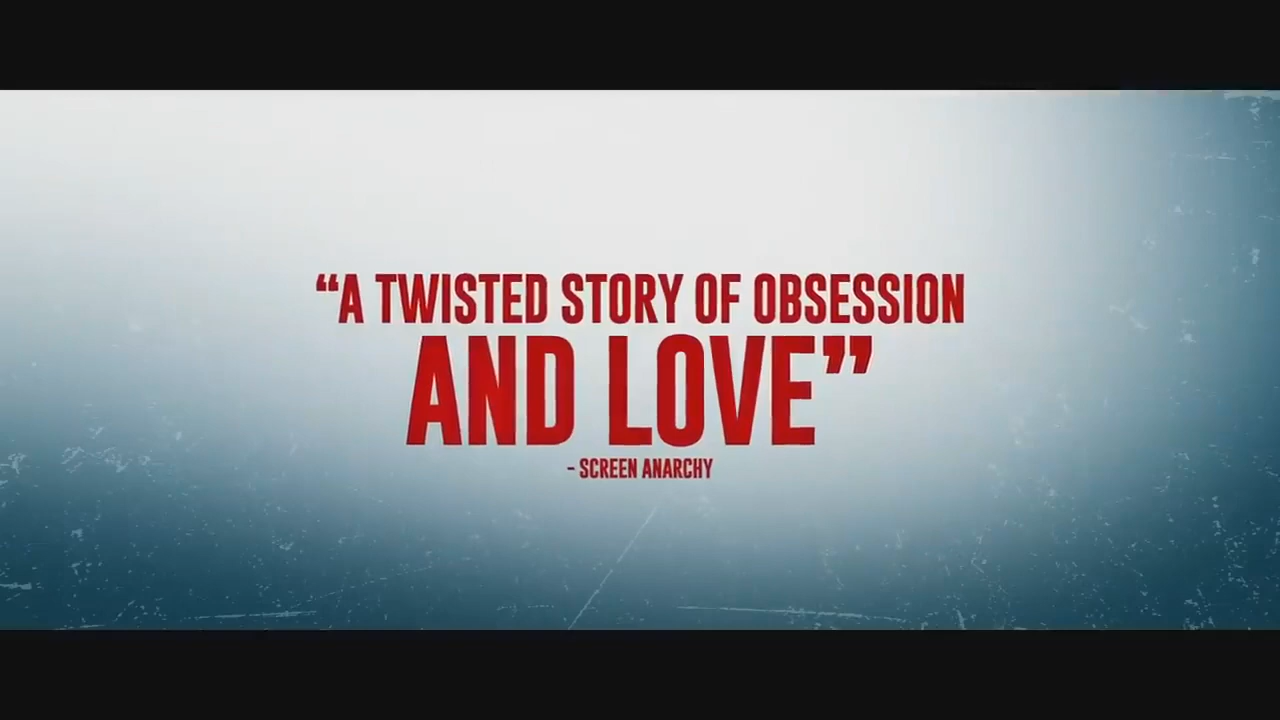 “A TWISTED STORY OF OBSESSION
AND LOVE”
- SCREEN ANARCHY